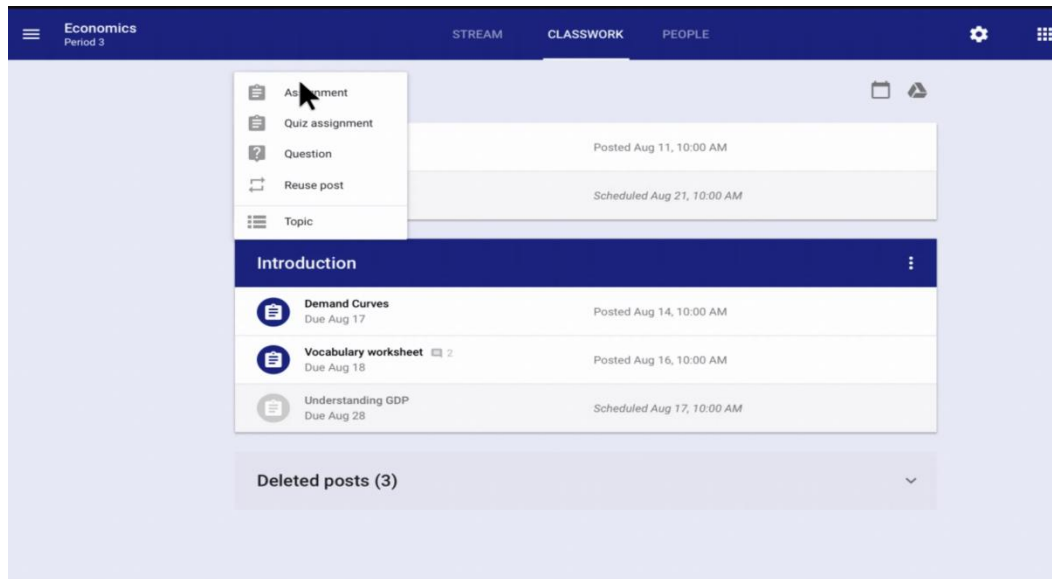 Economics
Period 3
STREAM
CLASSWORK
PEOPLE
Quiz assignment
Question
Reuse post
Topic
Posted Aug 11, 10:00 AM
Scheduled Aug 21, 10:00 AM
Introduction
Demand Curves
Due Aug 17
Posted Aug 14, 10:00 AM
Vocabulary worksheet 2
Due Aug 18
Posted Aug 16, 10:00 AM
Understanding GDP
Due Aug 28
Scheduled Aug 17, 10:00 AM
Deleted posts (3)